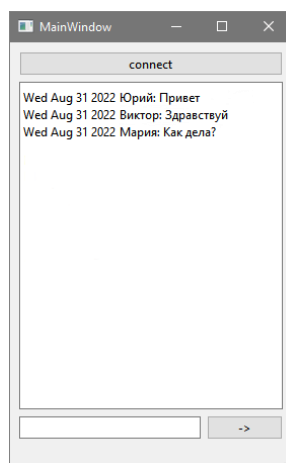 MainWindow
connect
Wed Aug 31 2022 Юрий: Привет
Wed Aug 31 2022 Виктор: Здравствуй
Wed Aug 31 2022 Мария: Как дела?
->